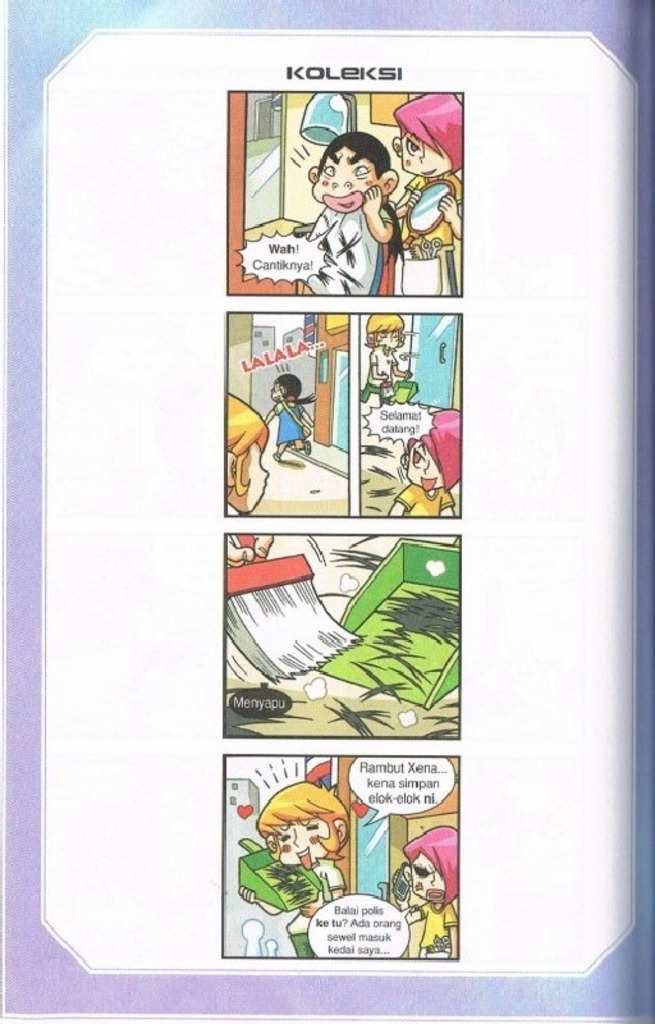 KOLEKSI
Wah!
Cantiknya!
LALALA...
Selamat
datang!!
Menyapu
Rambut Xena...
kena simpan
elok-elok ni.
Balai polis
ke tu? Ada orang
sewel masuk
kedai saya...